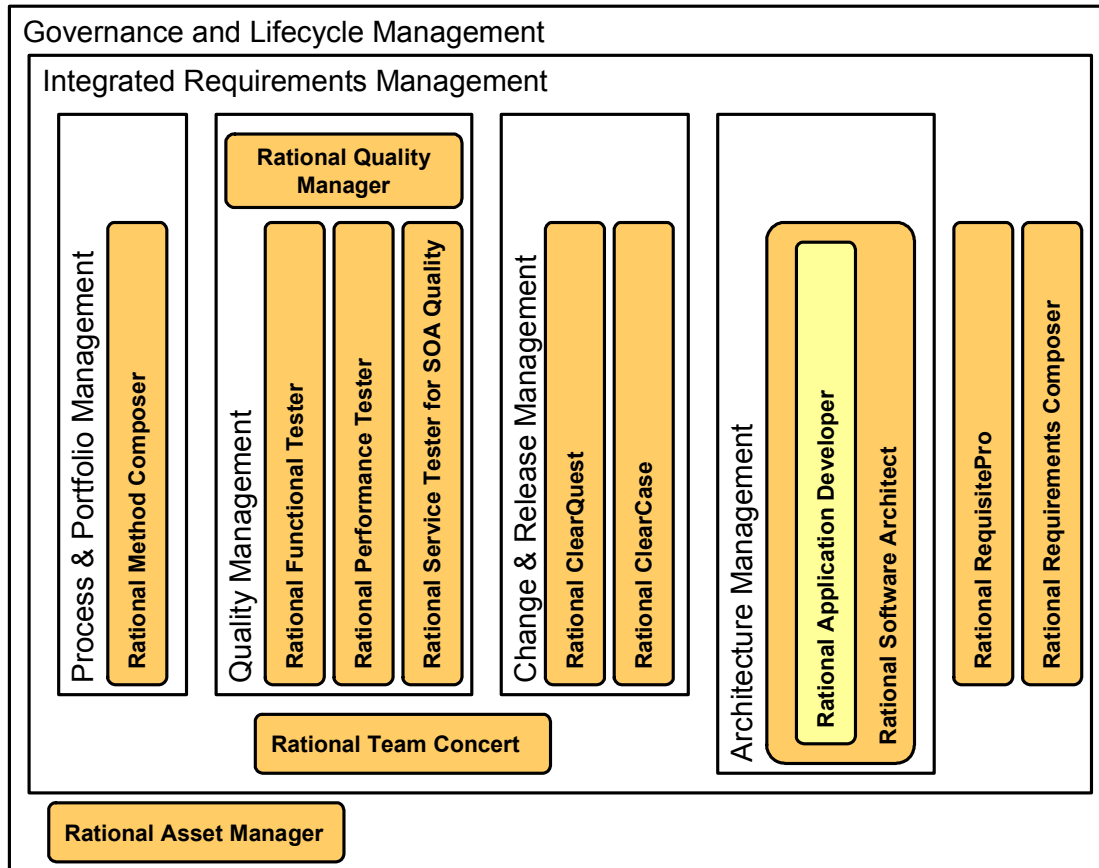 Governance and Lifecycle Management
Integrated Requirements Management
Process & Portfolio Management
Rational Method Composer
Quality Management
Rational Quality
Manager
Rational Functional Tester
Rational Performance Tester
Rational Service Tester for SOA Quality
Change & Release Management
Rational ClearQuest
Rational ClearCase
Architecture Management
Rational Application Developer
Rational Software Architect
Rational RequisitePro
Rational Requirements Composer
Rational Team Concert
Rational Asset Manager